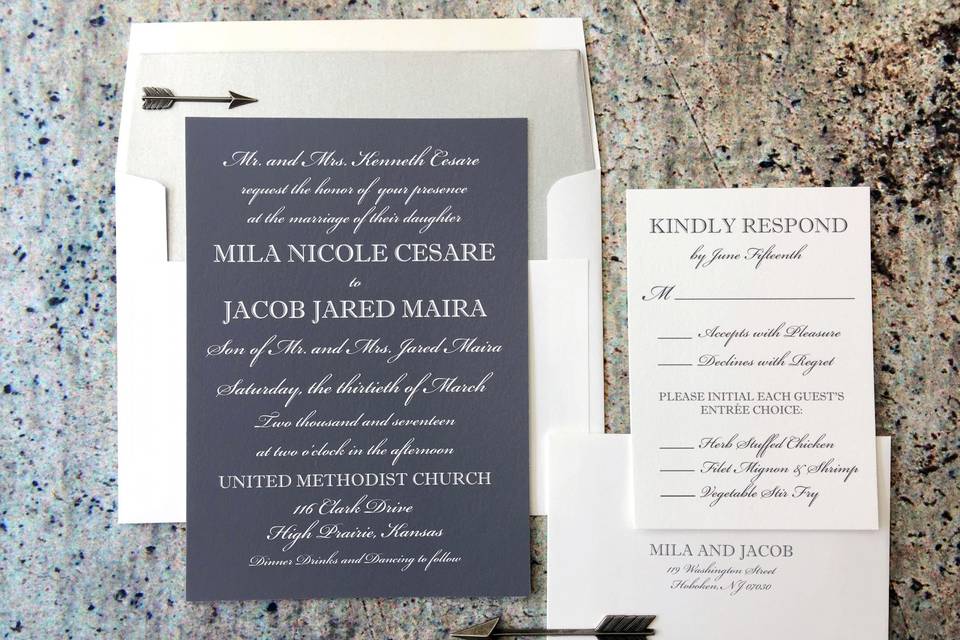 Mr. and Mrs. Kenneth Cesare
request the honor of your presence
at the marriage of their daughter
MILA NICOLE CESARE
to
JACOB JARED MAIRA
Son of Mr. and Mrs. Jared Maira
Saturday, the thirtieth of March
Two thousand and seventeen
at two o'clock in the afternoon
UNITED METHODIST CHURCH
116 Clark Drive
High Prairie, Kansas
Dinner Drinks and Dancing to follow
KINDLY RESPOND
by June Fifteenth
M
Accepts with Pleasure
Declines with Regret
PLEASE INITIAL EACH GUEST'S
ENTRÉE CHOICE:
Herb Stuffed Chicken
Filet Mignon & Shrimp
Vegetable Stir Fry
MILA AND JACOB
119 Washington Street
Hoboken, NJ 07030